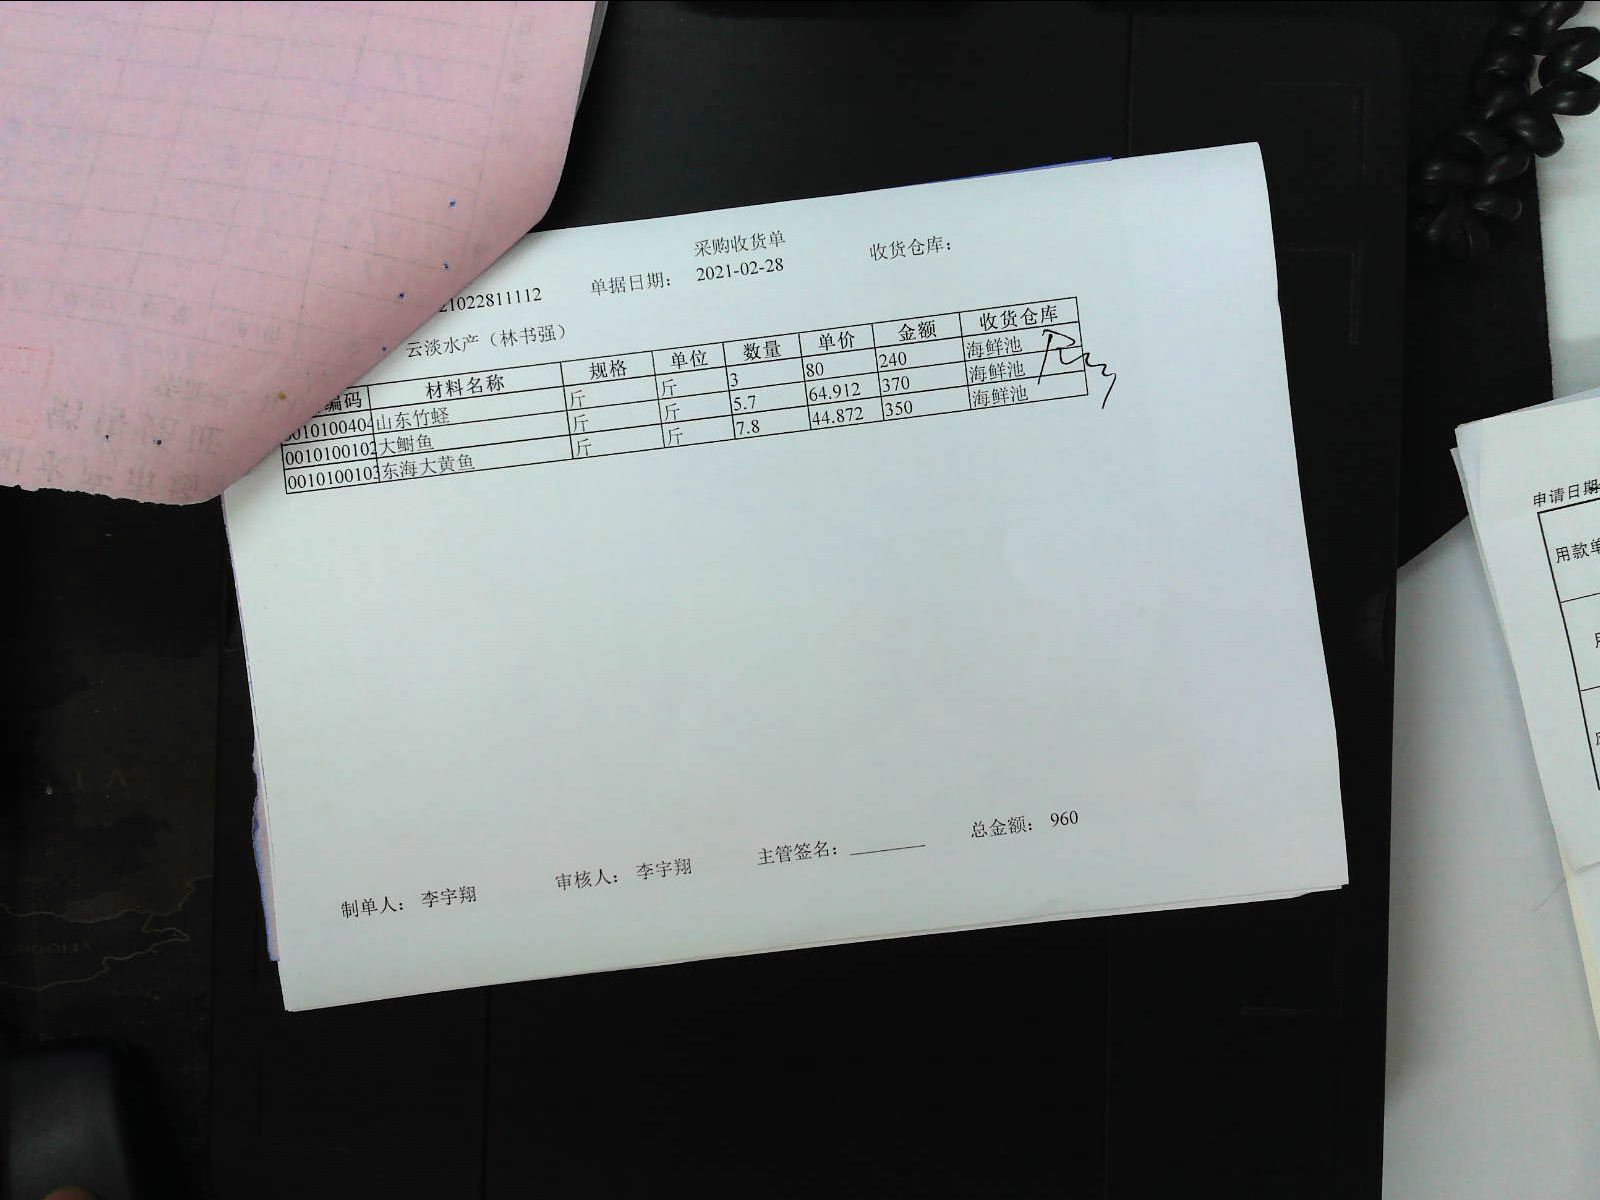 采购收货单
21022811112 单据日期： 2021-02-28 收货仓库：
云淡水产（林书强）
编码 材料名称 规格 单位 数量 单价 金额 收货仓库
0010100404 山东竹蛏 斤 斤 3 80 240 海鲜池
0010100102 大鲥鱼 斤 斤 5.7 64.912 370 海鲜池
0010100103 东海大黄鱼 斤 斤 7.8 44.872 350 海鲜池
制单人： 李宇翔 审核人： 李宇翔 主管签名： 总金额： 960
申请日期
用款单